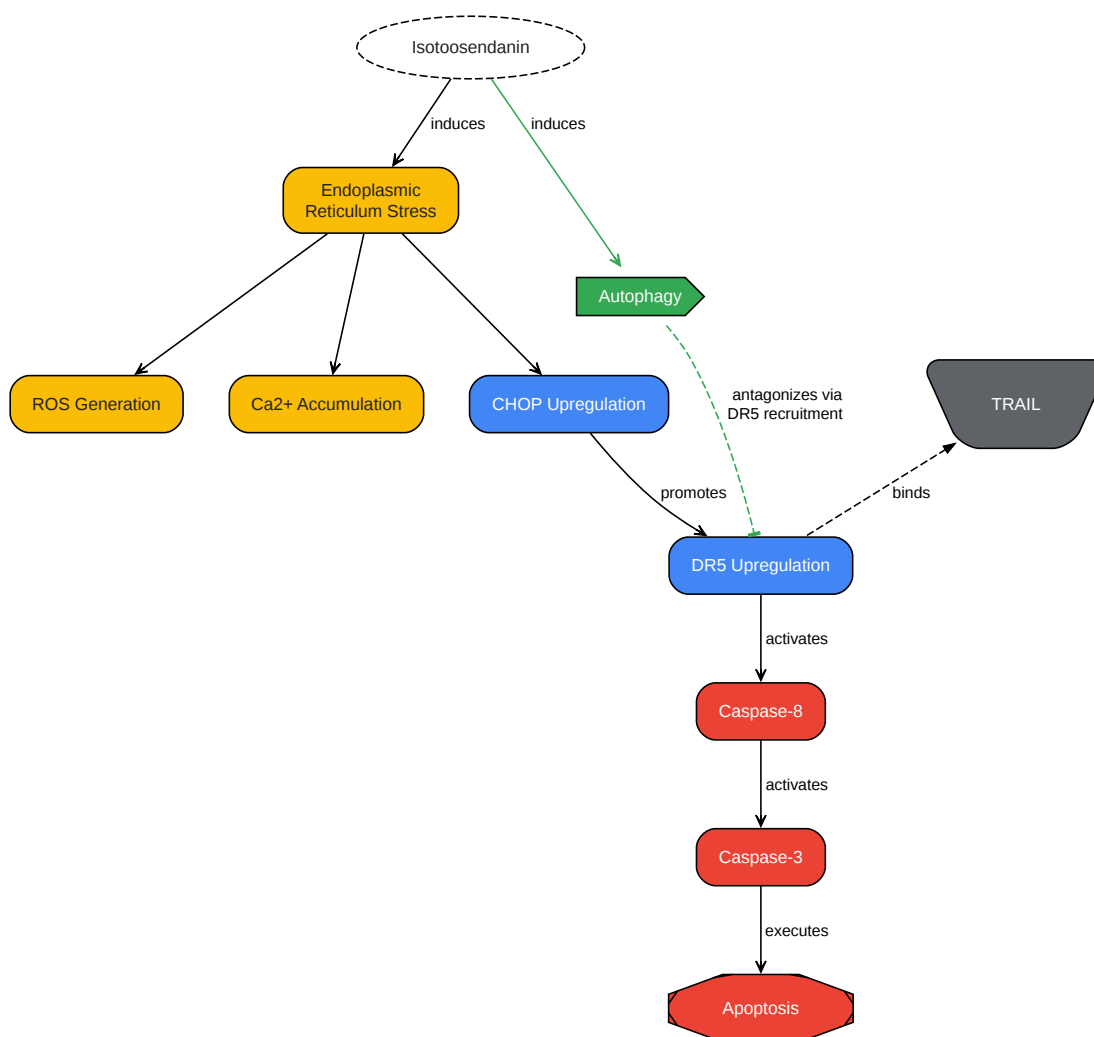 Isotoosendanin
induces
induces
Endoplasmic
Reticulum Stress
Autophagy
ROS Generation
Ca2+ Accumulation
CHOP Upregulation
antagonizes via
DR5 recruitment
TRAIL
promotes
binds
DR5 Upregulation
activates
Caspase-8
activates
Caspase-3
executes
Apoptosis